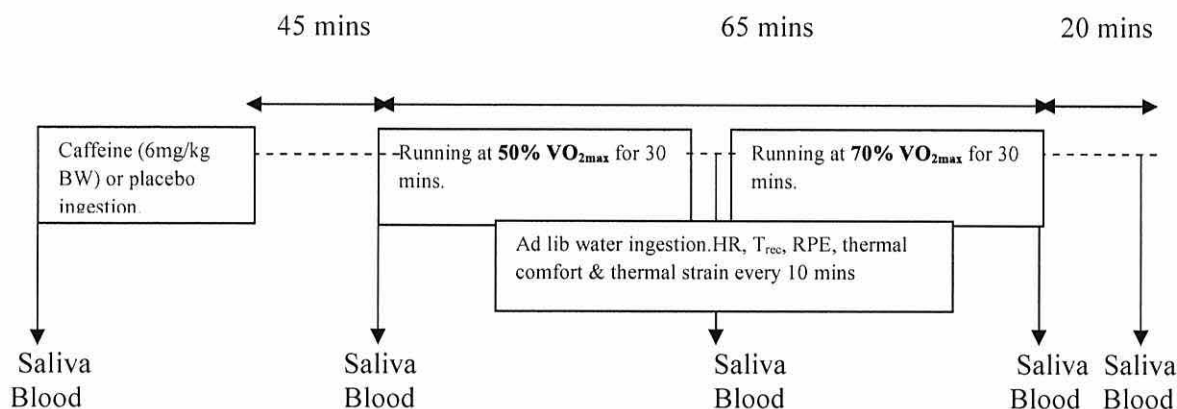 45 mins 65 mins 20 mins
Caffeine (6mg/kg
BW) or placebo
ingestion.
Running at 50% VO2max for 30
mins.
Running at 70% VO2max for 30
mins.
Ad lib water ingestion.HR, Trec, RPE, thermal
comfort & thermal strain every 10 mins
Saliva
Blood
Saliva
Blood
Saliva
Blood
Saliva
Blood
Saliva
Blood